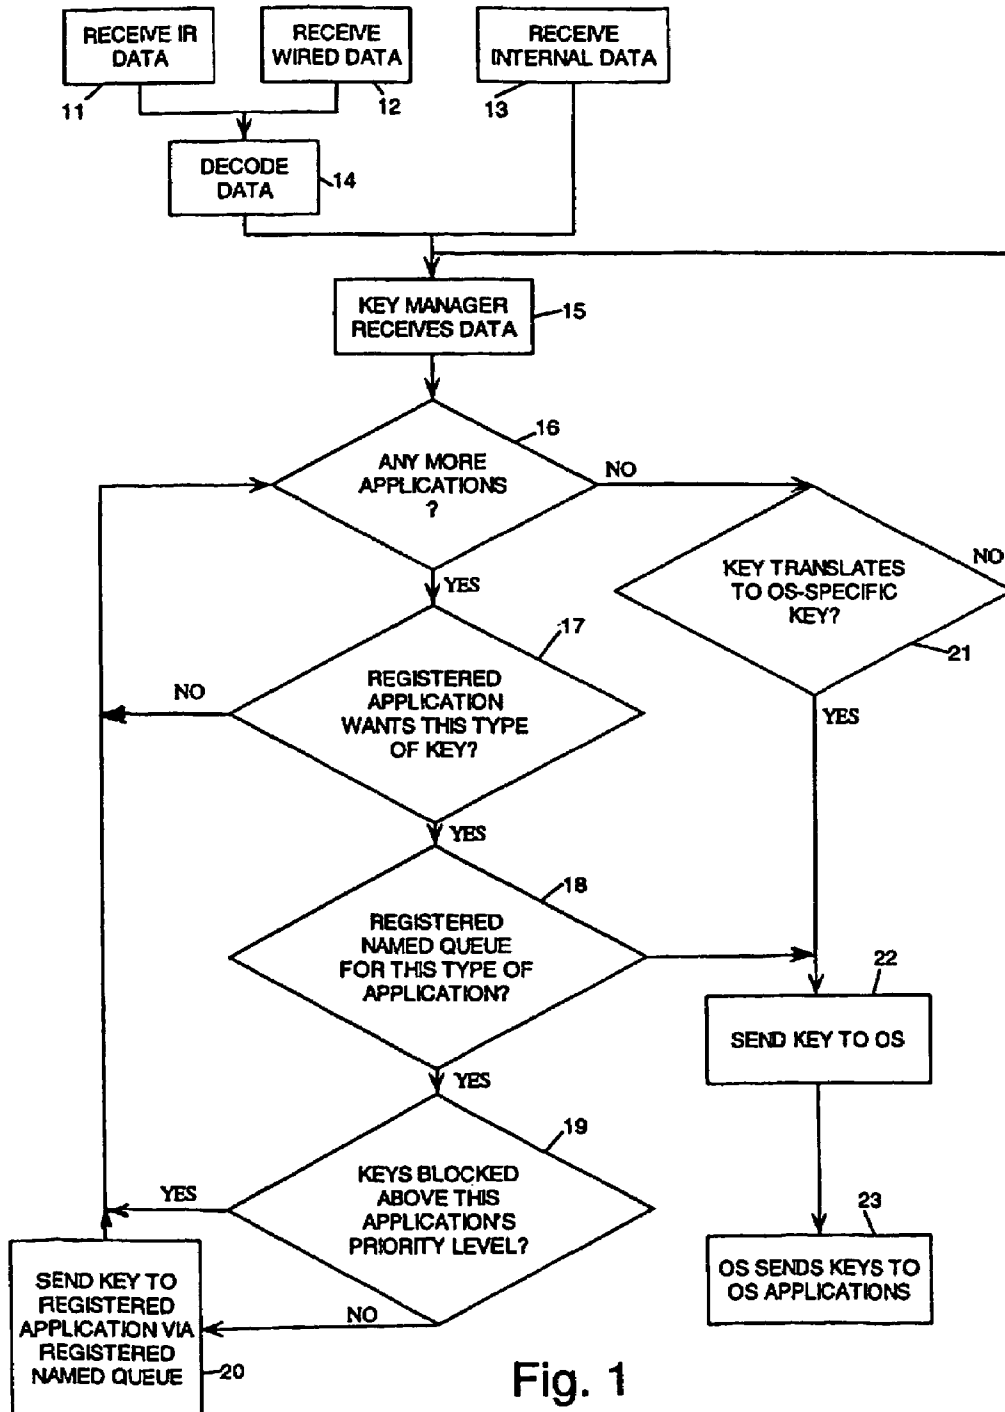 RECEIVE IR
DATA
11
RECEIVE
WIRED DATA
12
RECEIVE
INTERNAL DATA
13
DECODE
DATA
14
KEY MANAGER
RECEIVES DATA
15
ANY MORE
APPLICATIONS
?
16
NO
YES
KEY TRANSLATES
TO OS-SPECIFIC
KEY?
NO
21
YES
REGISTERED
APPLICATION
WANTS THIS TYPE
OF KEY?
17
NO
YES
REGISTERED
NAMED QUEUE
FOR THIS TYPE OF
APPLICATION?
18
YES
22
SEND KEY TO OS
KEYS BLOCKED
ABOVE THIS
APPLICATION'S
PRIORITY LEVEL?
19
YES
NO
23
OS SENDS KEYS TO
OS APPLICATIONS
SEND KEY TO
REGISTERED
APPLICATION VIA
REGISTERED
NAMED QUEUE
20
Fig. 1